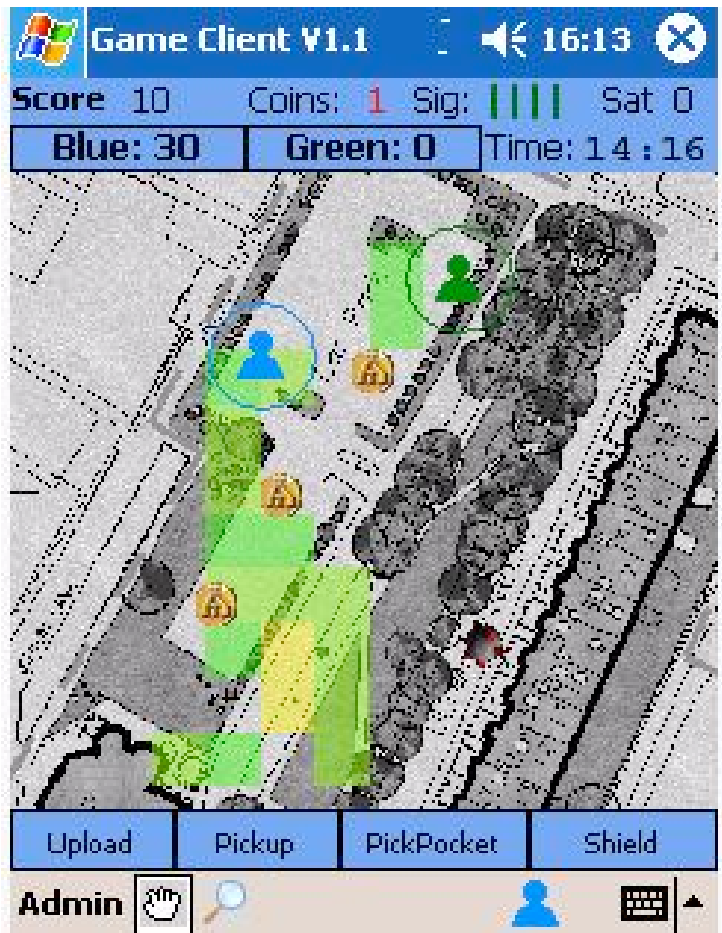 Game Client V1.1 16:13
Score 10 Coins: 1 Sig: Sat 0
Blue: 30 Green: 0 Time: 14:16
Upload Pickup PickPocket Shield
Admin